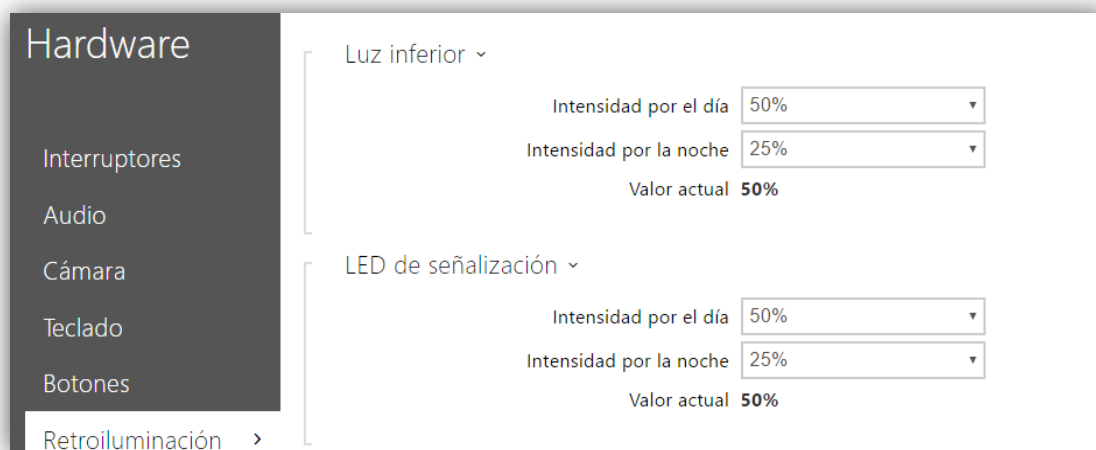 Hardware
Interruptores
Audio
Cámara
Teclado
Botones
Retroiluminación
Luz inferior
Intensidad por el día 50%
Intensidad por la noche 25%
Valor actual 50%
LED de señalización
Intensidad por el día 50%
Intensidad por la noche 25%
Valor actual 50%